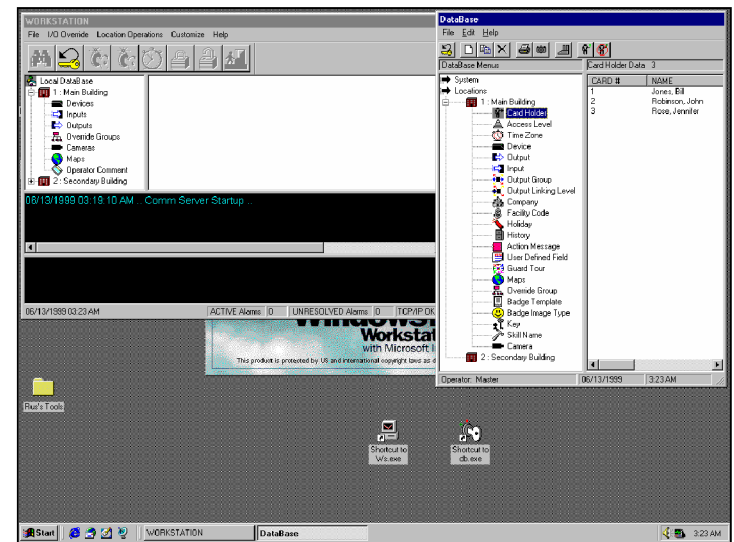 WORKSTATION
File I/O Override Location Operations Customize Help
Local DataBase
1 : Main Building
Devices
Inputs
Outputs
Override Groups
Cameras
Maps
Operator Comment
2 : Secondary Building
06/13/1999 03:19:10 AM .. Comm Server Startup ..
06/13/1999 03:23 AM
ACTIVE Alarms 0 UNRESOLVED Alarms 0 TCP/IP OK
DataBase
File Edit Help
DataBase Menus
Card Holder Data 3
System
Locations
1 : Main Building
Card Holder
Access Level
Time Zone
Device
Output
Input
Output Group
Output Linking Level
Company
Facility Code
Holiday
History
Action Message
User Defined Field
Guard Tour
Maps
Override Group
Badge Template
Badge Image Type
Key
Skill Name
Camera
2 : Secondary Building
CARD # NAME
1 Jones, Bill
2 Robinson, John
3 Rose, Jennifer
Operator: Master 06/13/1999 3:23 AM
Workstat
with Microsoft I
This product is protected by US and international copyright laws as d
Rus's Tools
Shortcut to
Ws.exe
Shortcut to
db.exe
Start WORKSTATION DataBase 3:23 AM